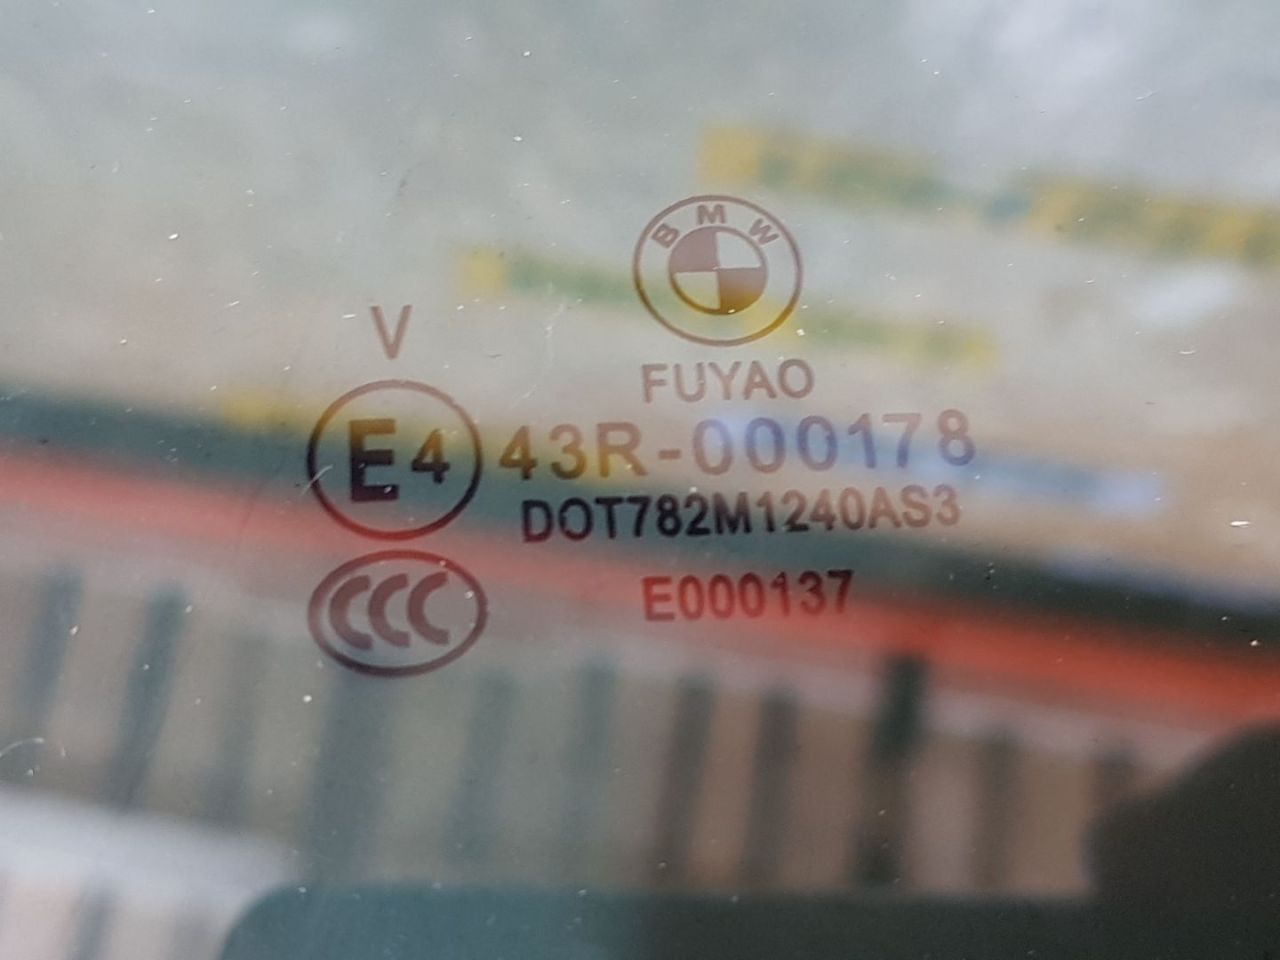 BMW
FUYAO
V
E4 43R-000178
DOT782M1240AS3
CCC E000137